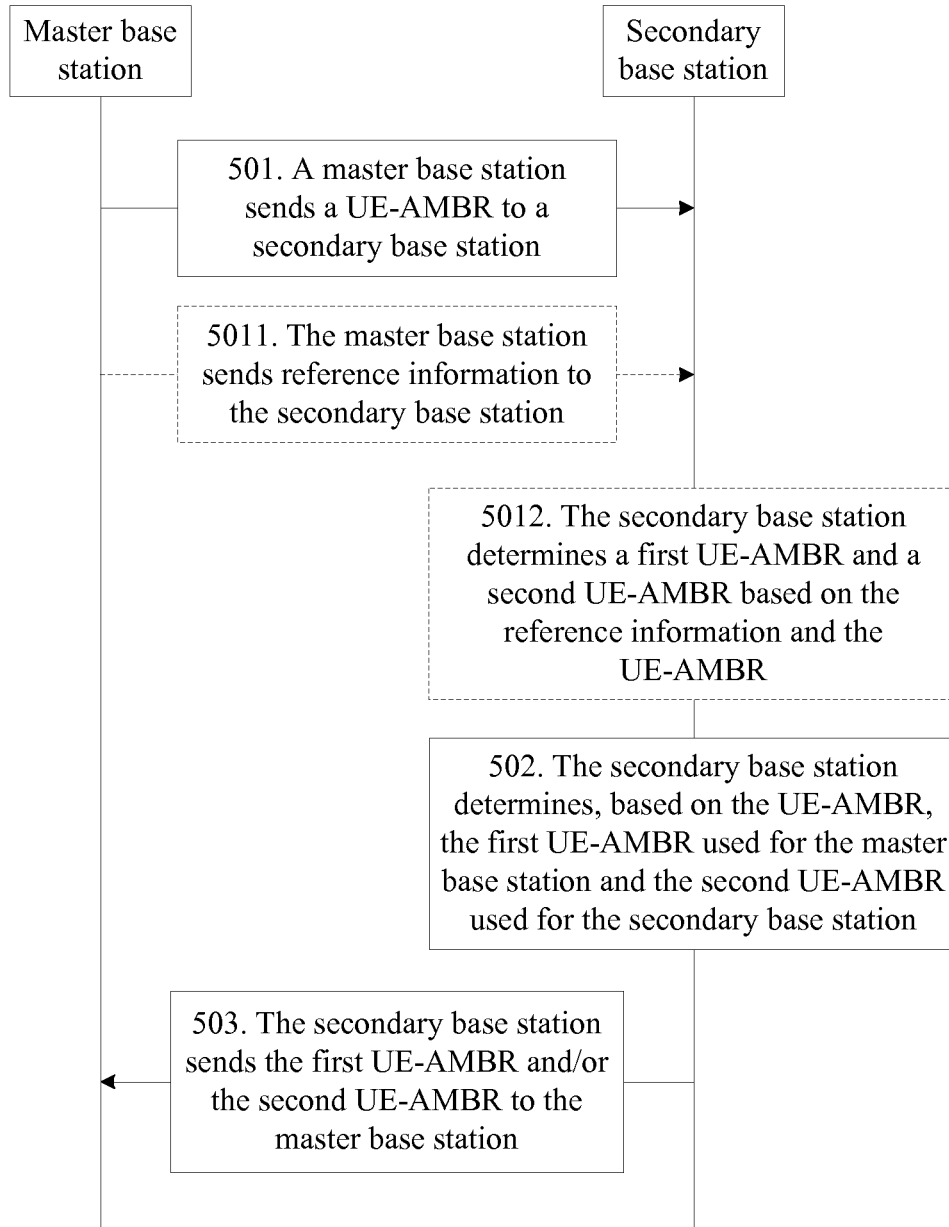 Master base
station
Secondary
base station
501. A master base station
sends a UE-AMBR to a
secondary base station
5011. The master base station
sends reference information to
the secondary base station
5012. The secondary base station
determines a first UE-AMBR and a
second UE-AMBR based on the
reference information and the
UE-AMBR
502. The secondary base station
determines, based on the UE-AMBR,
the first UE-AMBR used for the master
base station and the second UE-AMBR
used for the secondary base station
503. The secondary base station
sends the first UE-AMBR and/or
the second UE-AMBR to the
master base station